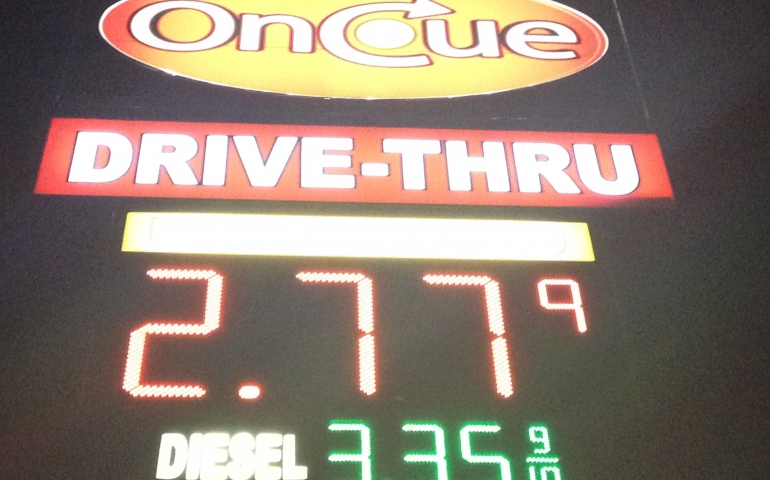 OnCue
DRIVE-THRU
2.77 9
DIESEL 3.35 9/10